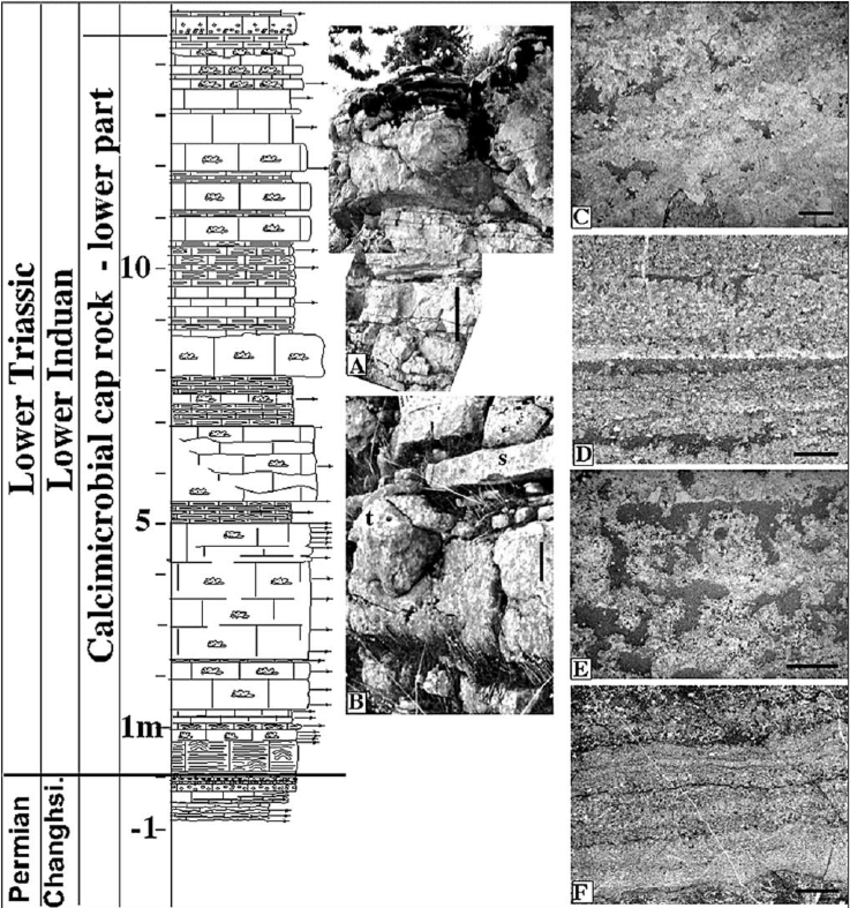 Lower Triassic
Lower Induan
Calcimicrobial cap rock - lower part
10
5
1m
-1
Permian
Changhsi.
A
s
t
B
C
D
E
F